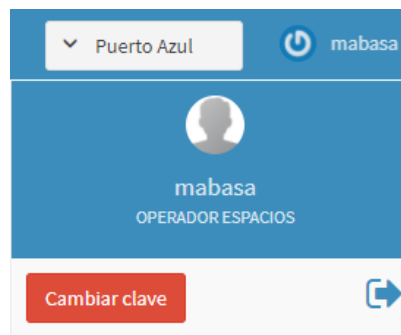 Puerto Azul mabasa
mabasa
OPERADOR ESPACIOS
Cambiar clave